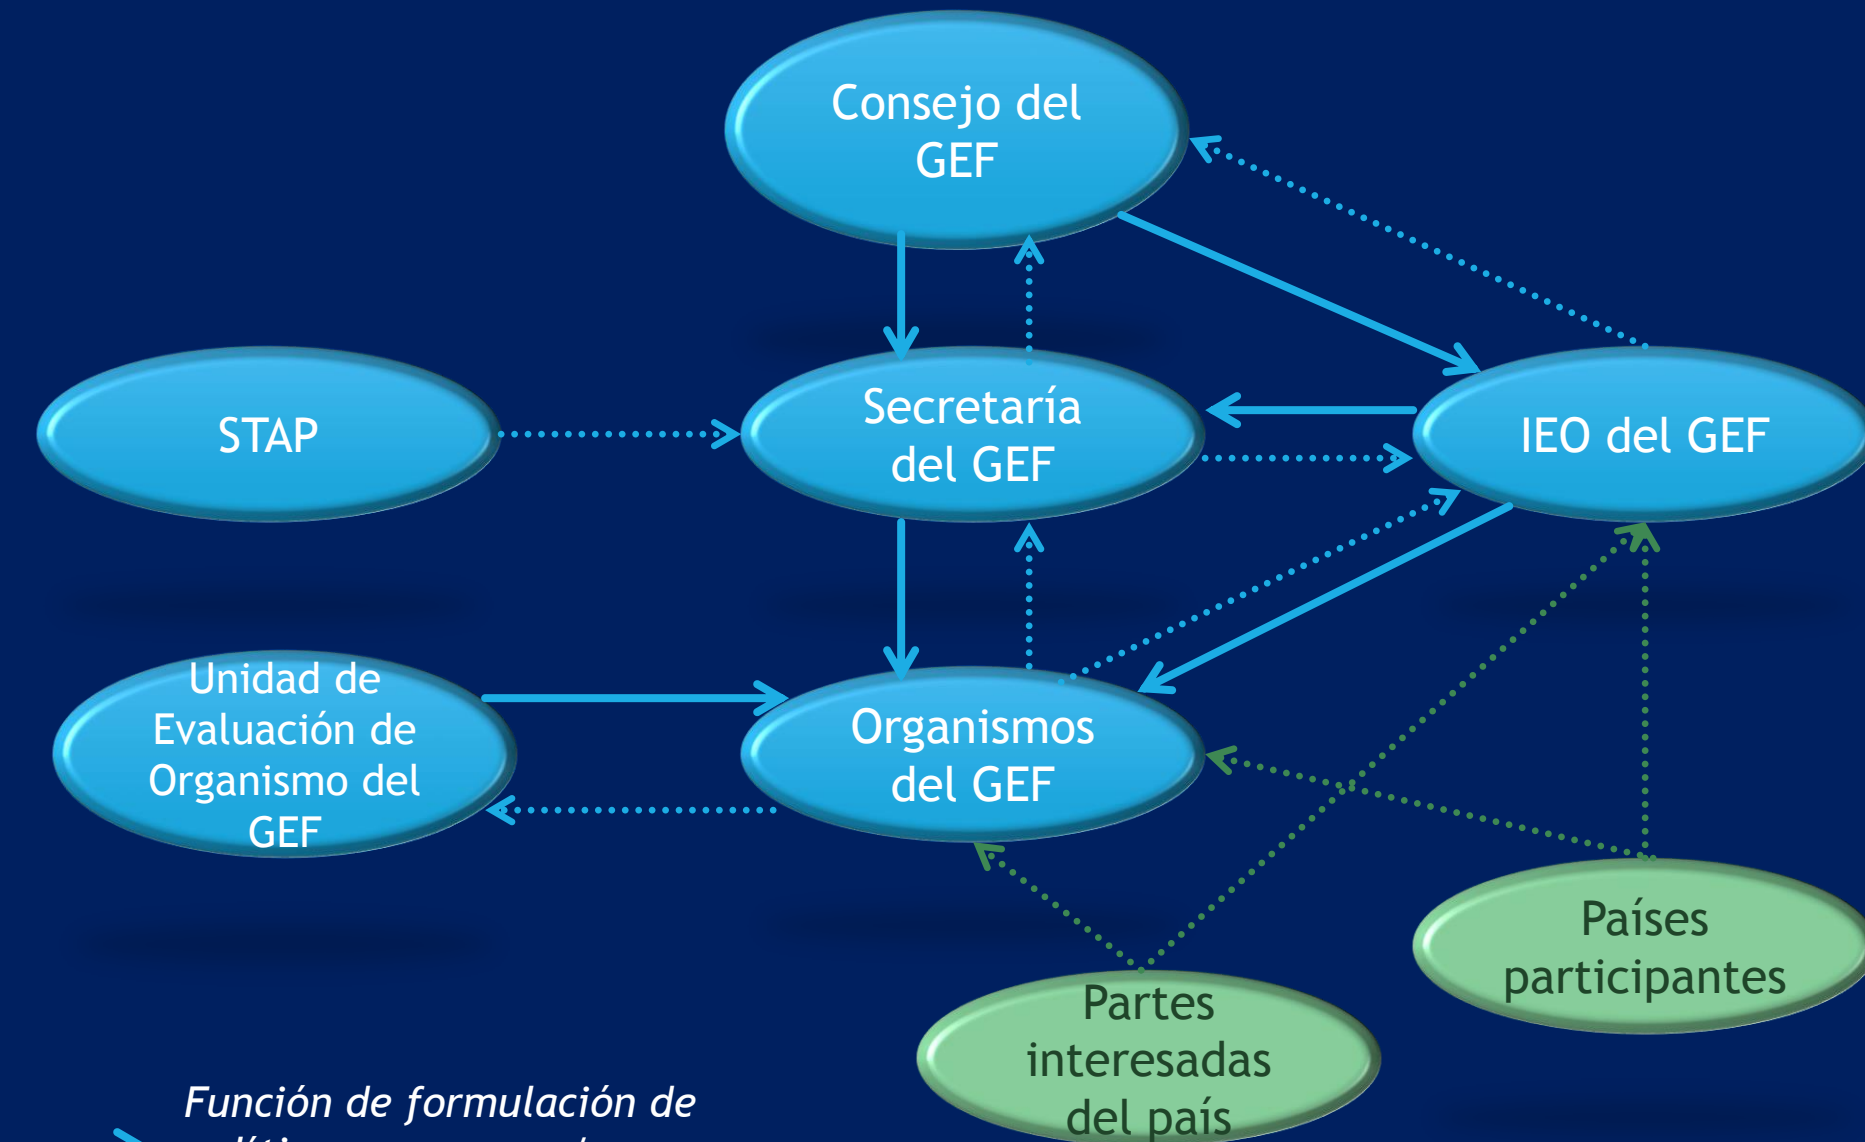 Consejo del
GEF
STAP
Secretaría
del GEF
IEO del GEF
Unidad de
Evaluación de
Organismo del
GEF
Organismos
del GEF
Países
participantes
Partes
interesadas
del país
Función de formulación de